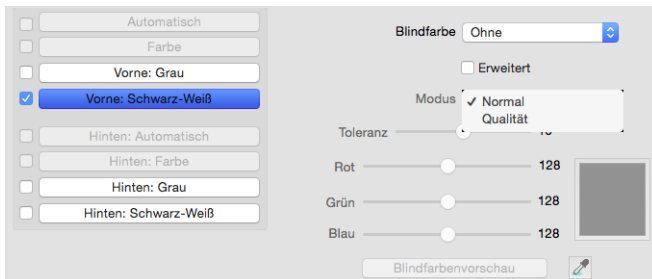 Automatisch
Farbe
Vorne: Grau
Vorne: Schwarz-Weiß
Hinten: Automatisch
Hinten: Farbe
Hinten: Grau
Hinten: Schwarz-Weiß
Blindfarbe Ohne
Erweitert
Modus ✓ Normal
Qualität
Toleranz
Rot 128
Grün 128
Blau 128
Blindfarbenvorschau